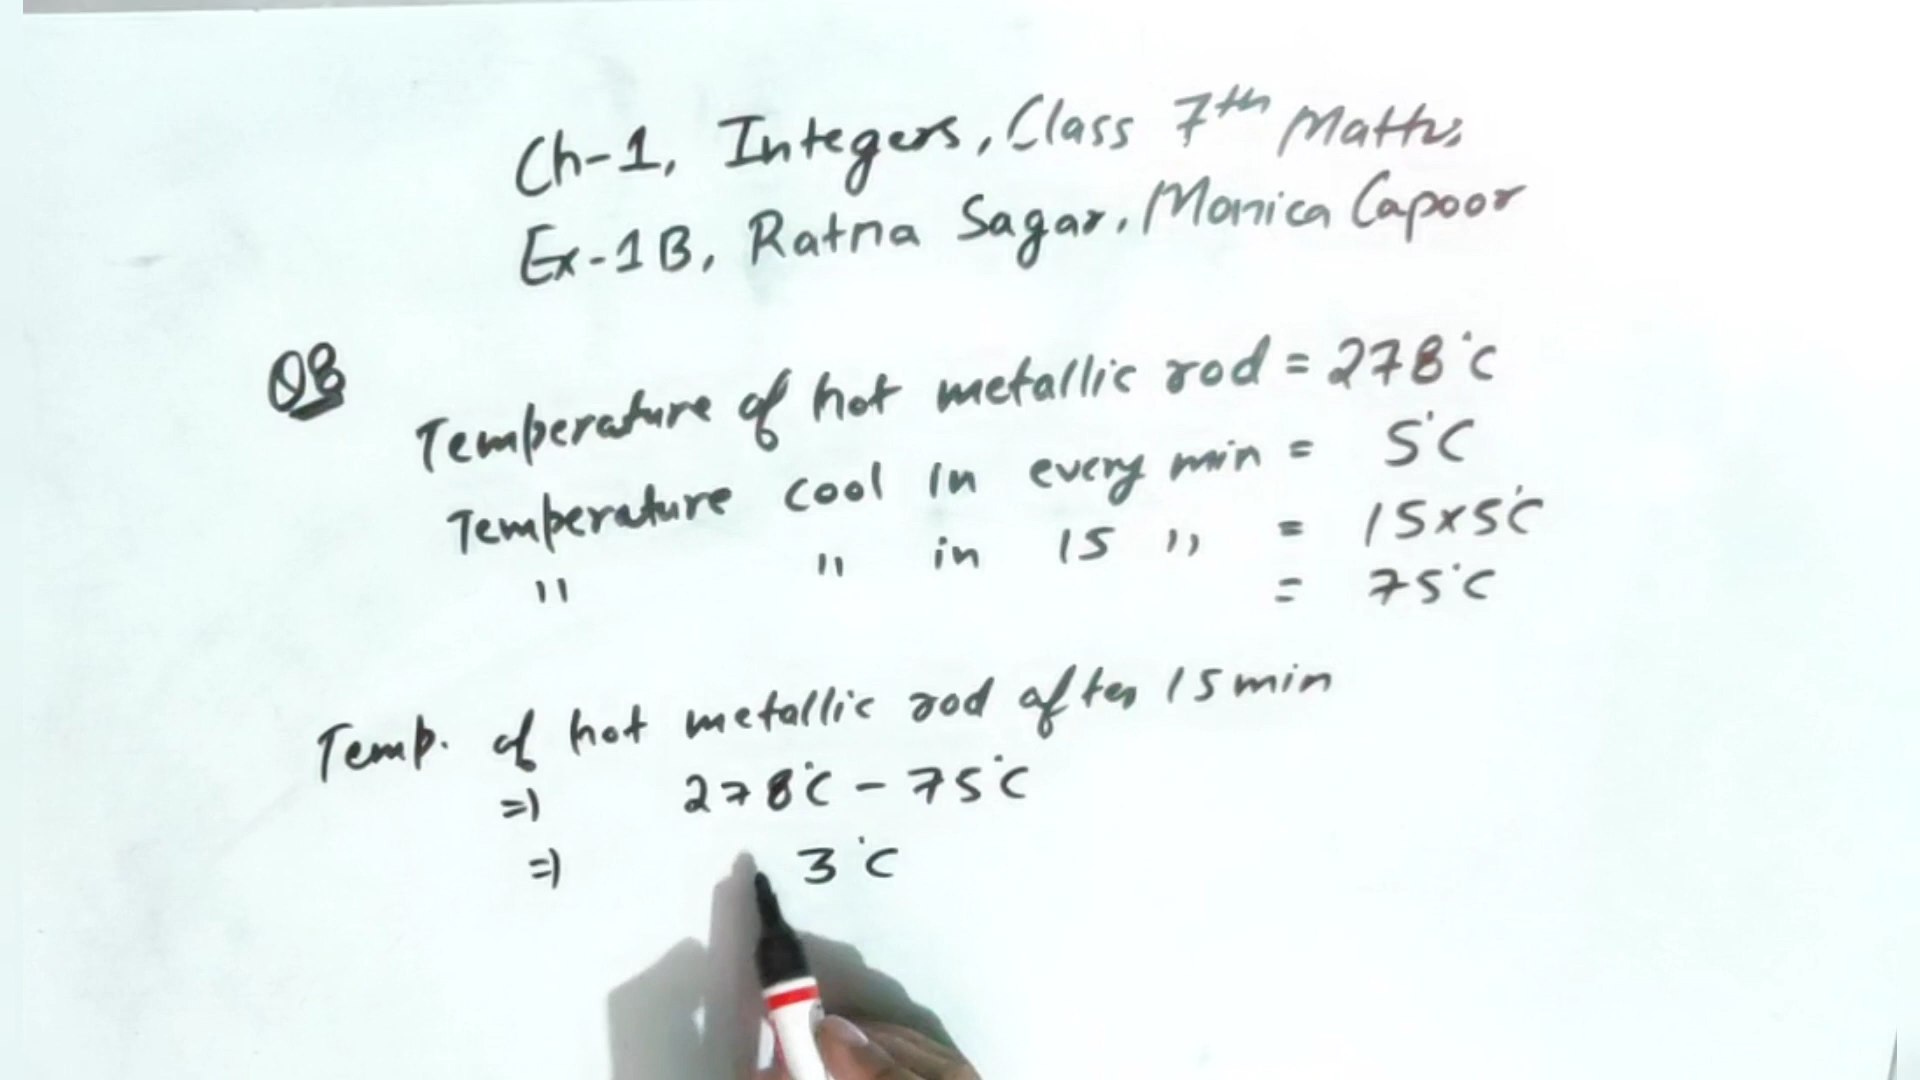 Ch-1, Integers, Class 7th Maths
Ex-1B, Ratna Sagar, Monica Capoor
Q8
Temperature of hot metallic rod = 278°C
Temperature cool in every min = 5°C
" " in 15 " = 15×5°C
= 75°C
Temp. of hot metallic rod after 15 min
=) 278°C - 75°C
=) 3°C